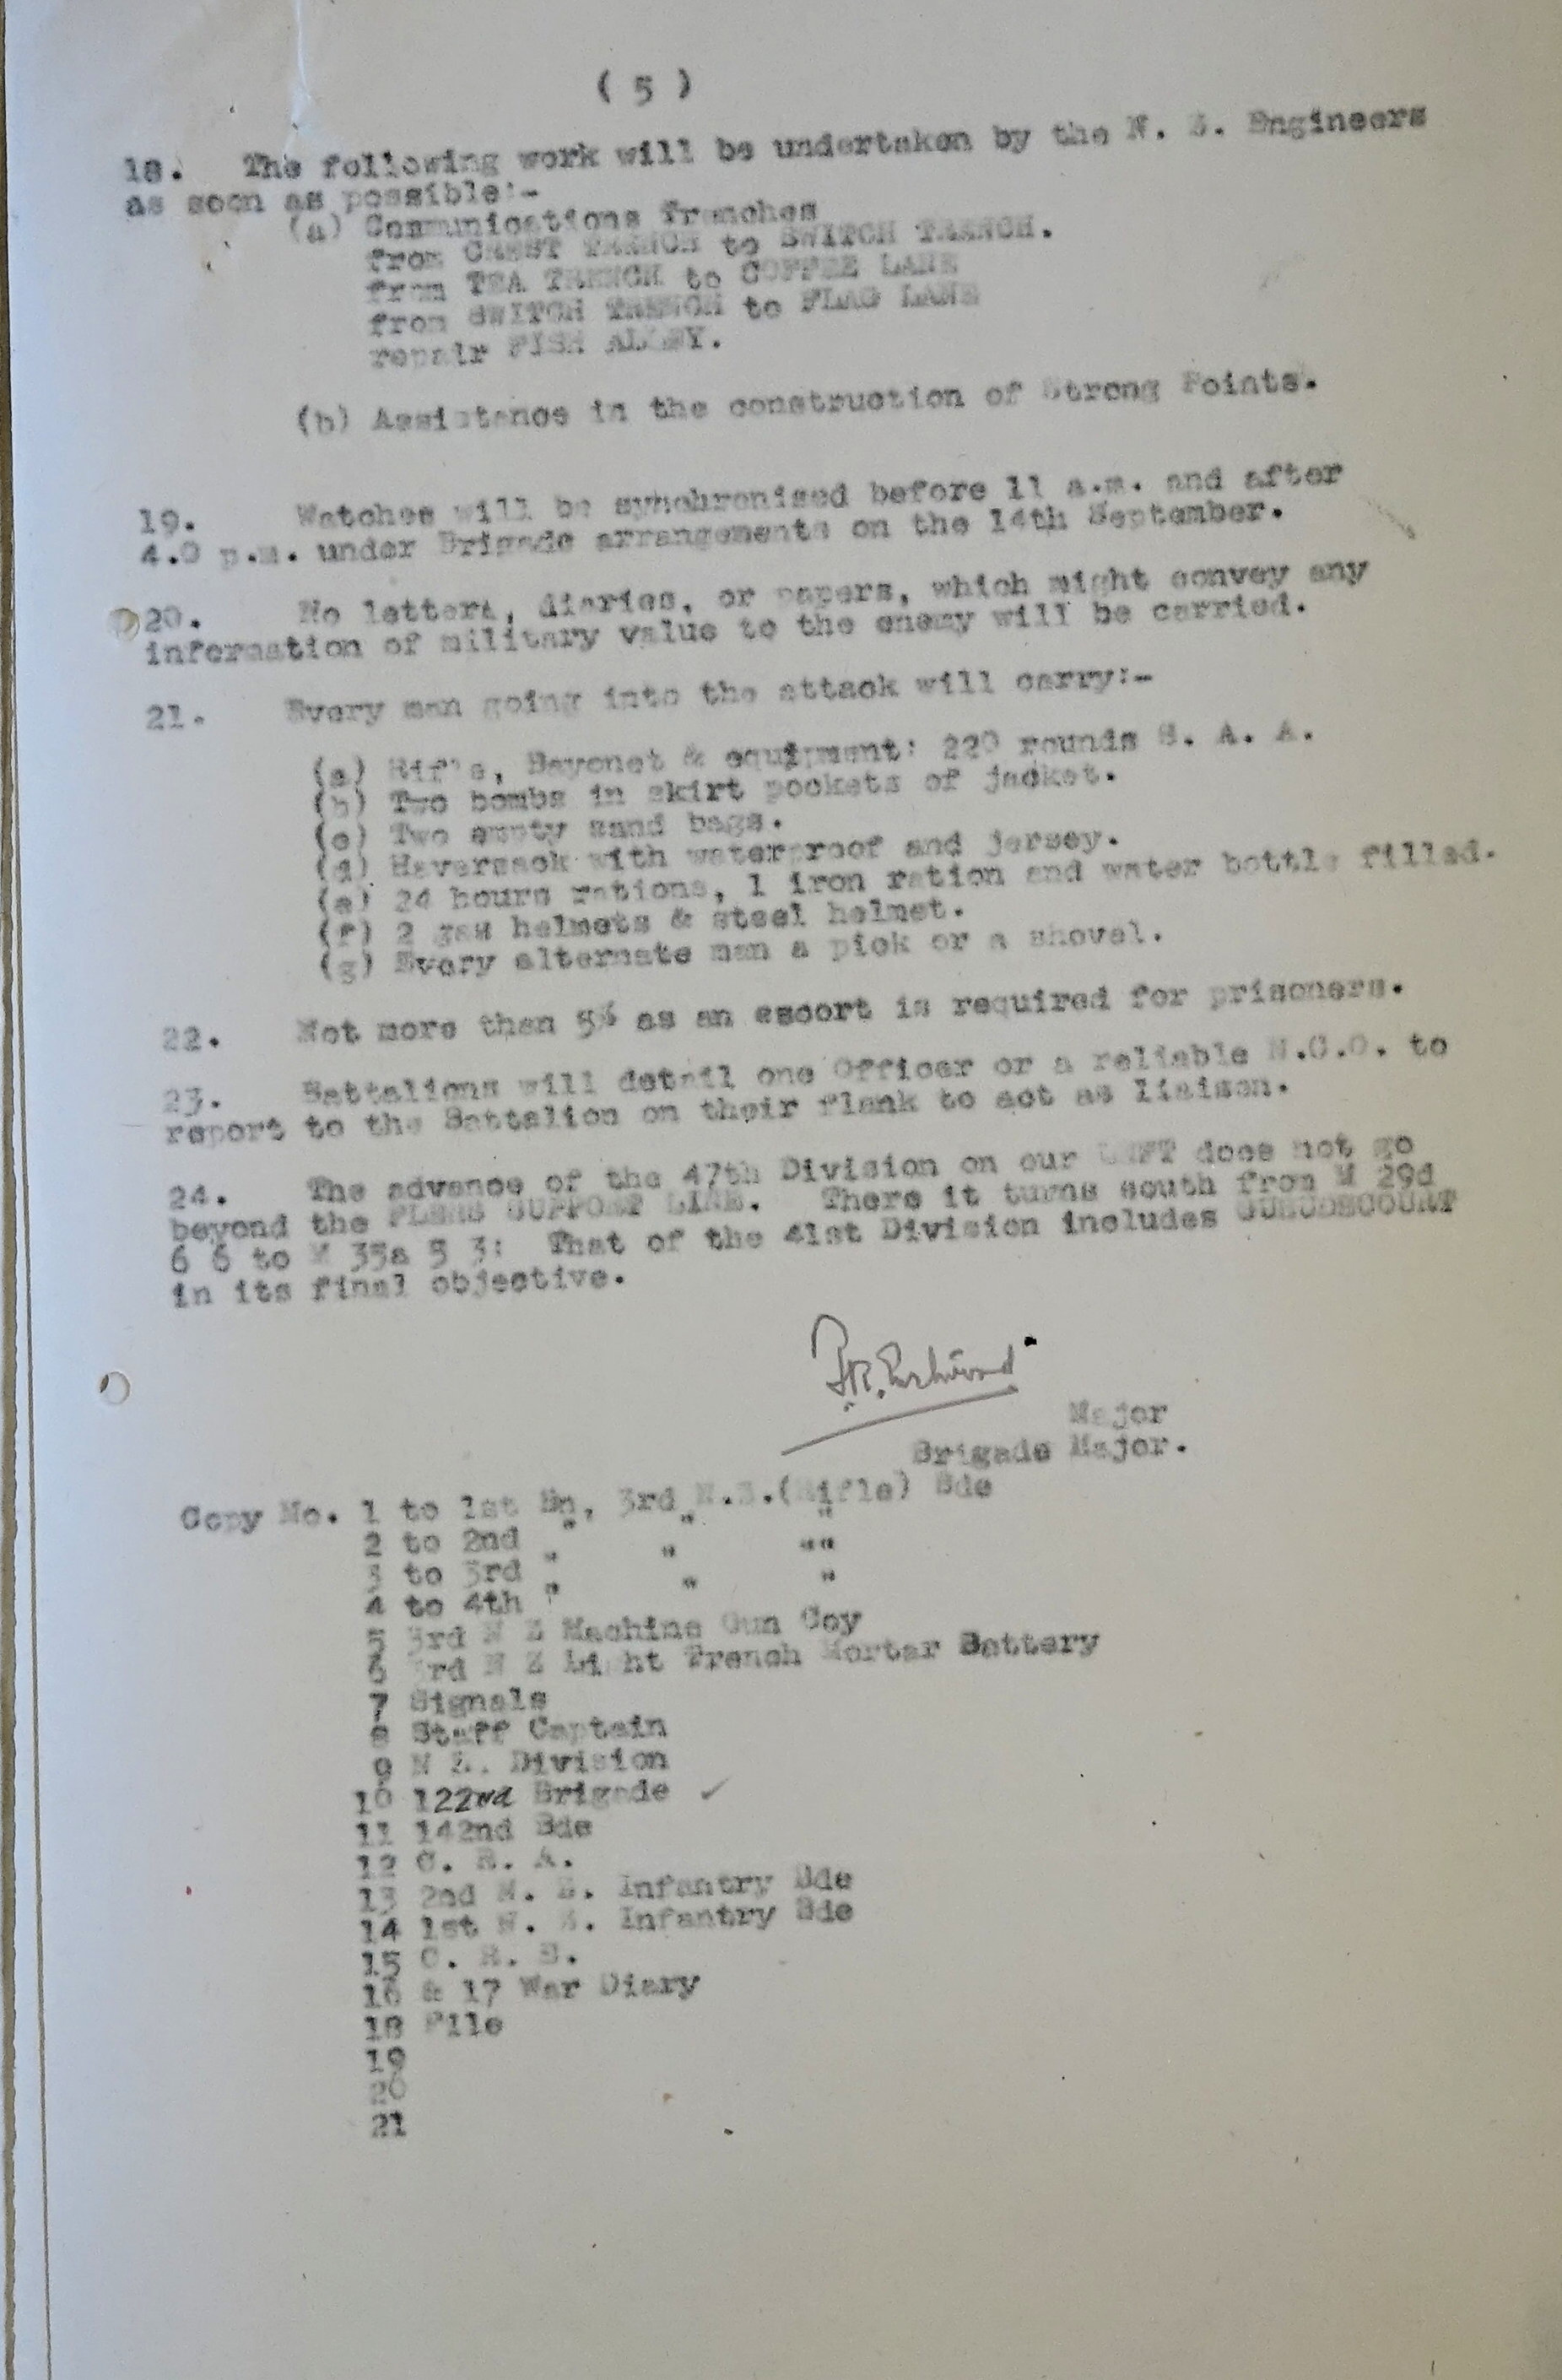 ( 5 )
18. The following work will be undertaken by the N. Z. Engineers
as soon as possible:-
(a) Communications trenches
from CREST TRENCH to SWITCH TRENCH.
from TEA TRENCH to COFFEE LANE
from SWITCH TRENCH to FLAG LANE
repair FISH ALLEY.
(b) Assistance in the construction of Strong Points.
19. Watches will be synchronised before 11 a.m. and after
4.0 p.m. under Brigade arrangements on the 14th September.
20. No letters, diaries, or papers, which might convey any
information of military value to the enemy will be carried.
21. Every man going into the attack will carry:-
(a) Rifle, Bayonet & equipment: 220 rounds S. A. A.
(b) Two bombs in skirt pockets of jacket.
(c) Two empty sand bags.
(d) Haversack with waterproof and jersey.
(e) 24 hours rations, 1 iron ration and water bottle filled.
(f) 2 gas helmets & steel helmet.
(g) Every alternate man a pick or a shovel.
22. Not more than 5% as an escort is required for prisoners.
23. Battalions will detail one Officer or a reliable N.C.O. to
report to the Battalion on their flank to act as liaison.
24. The advance of the 47th Division on our LEFT does not go
beyond the FLERS SUPPORT LINE. There it turns south from M 29d
6 6 to M 35a 5 3: That of the 41st Division includes GUEUDECOURT
in its final objective.
Major
Brigade Major.
Copy No. 1 to 1st Bn, 3rd N.Z.(Rifle) Bde
2 to 2nd " " "
3 to 3rd " " ""
4 to 4th " " "
5 3rd N Z Machine Gun Coy
6 3rd N Z Light Trench Mortar Battery
7 Signals
8 Staff Captain
9 N Z. Division
10 122nd Brigade ✓
11 142nd Bde
12 C. R. A.
13 2nd N. Z. Infantry Bde
14 1st N. Z. Infantry Bde
15 C. R. E.
16 & 17 War Diary
18 File
19
20
21